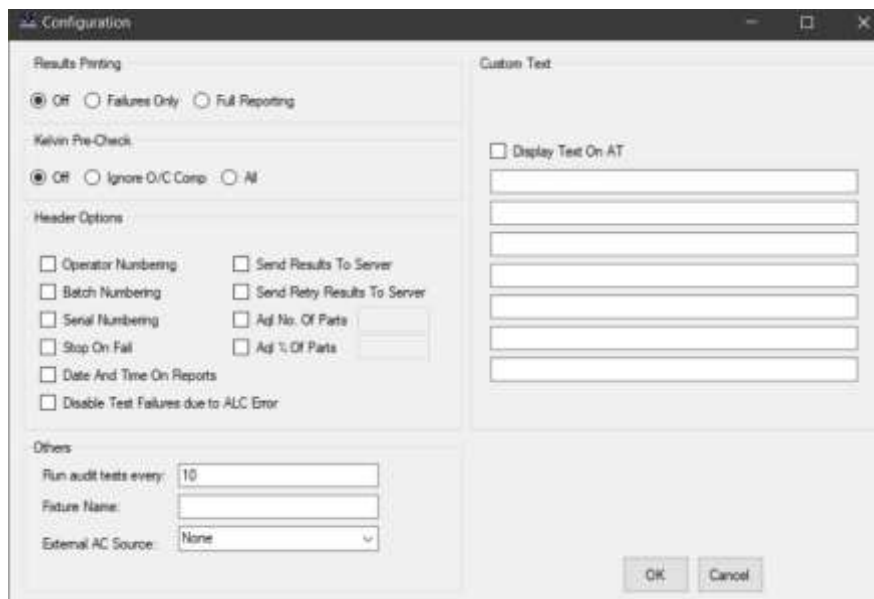 Configuration
Results Printing
Off Failures Only Full Reporting
Kelvin Pre-Check
Off Ignore O/C Comp All
Header Options
Operator Numbering
Batch Numbering
Serial Numbering
Stop On Fail
Date And Time On Reports
Disable Test Failures due to ALC Error
Send Results To Server
Send Retry Results To Server
Aql No. Of Parts
Aql % Of Parts
Others
Run audit tests every: 10
Fixture Name:
External AC Source: None
Custom Text
Display Text On AT
OK Cancel